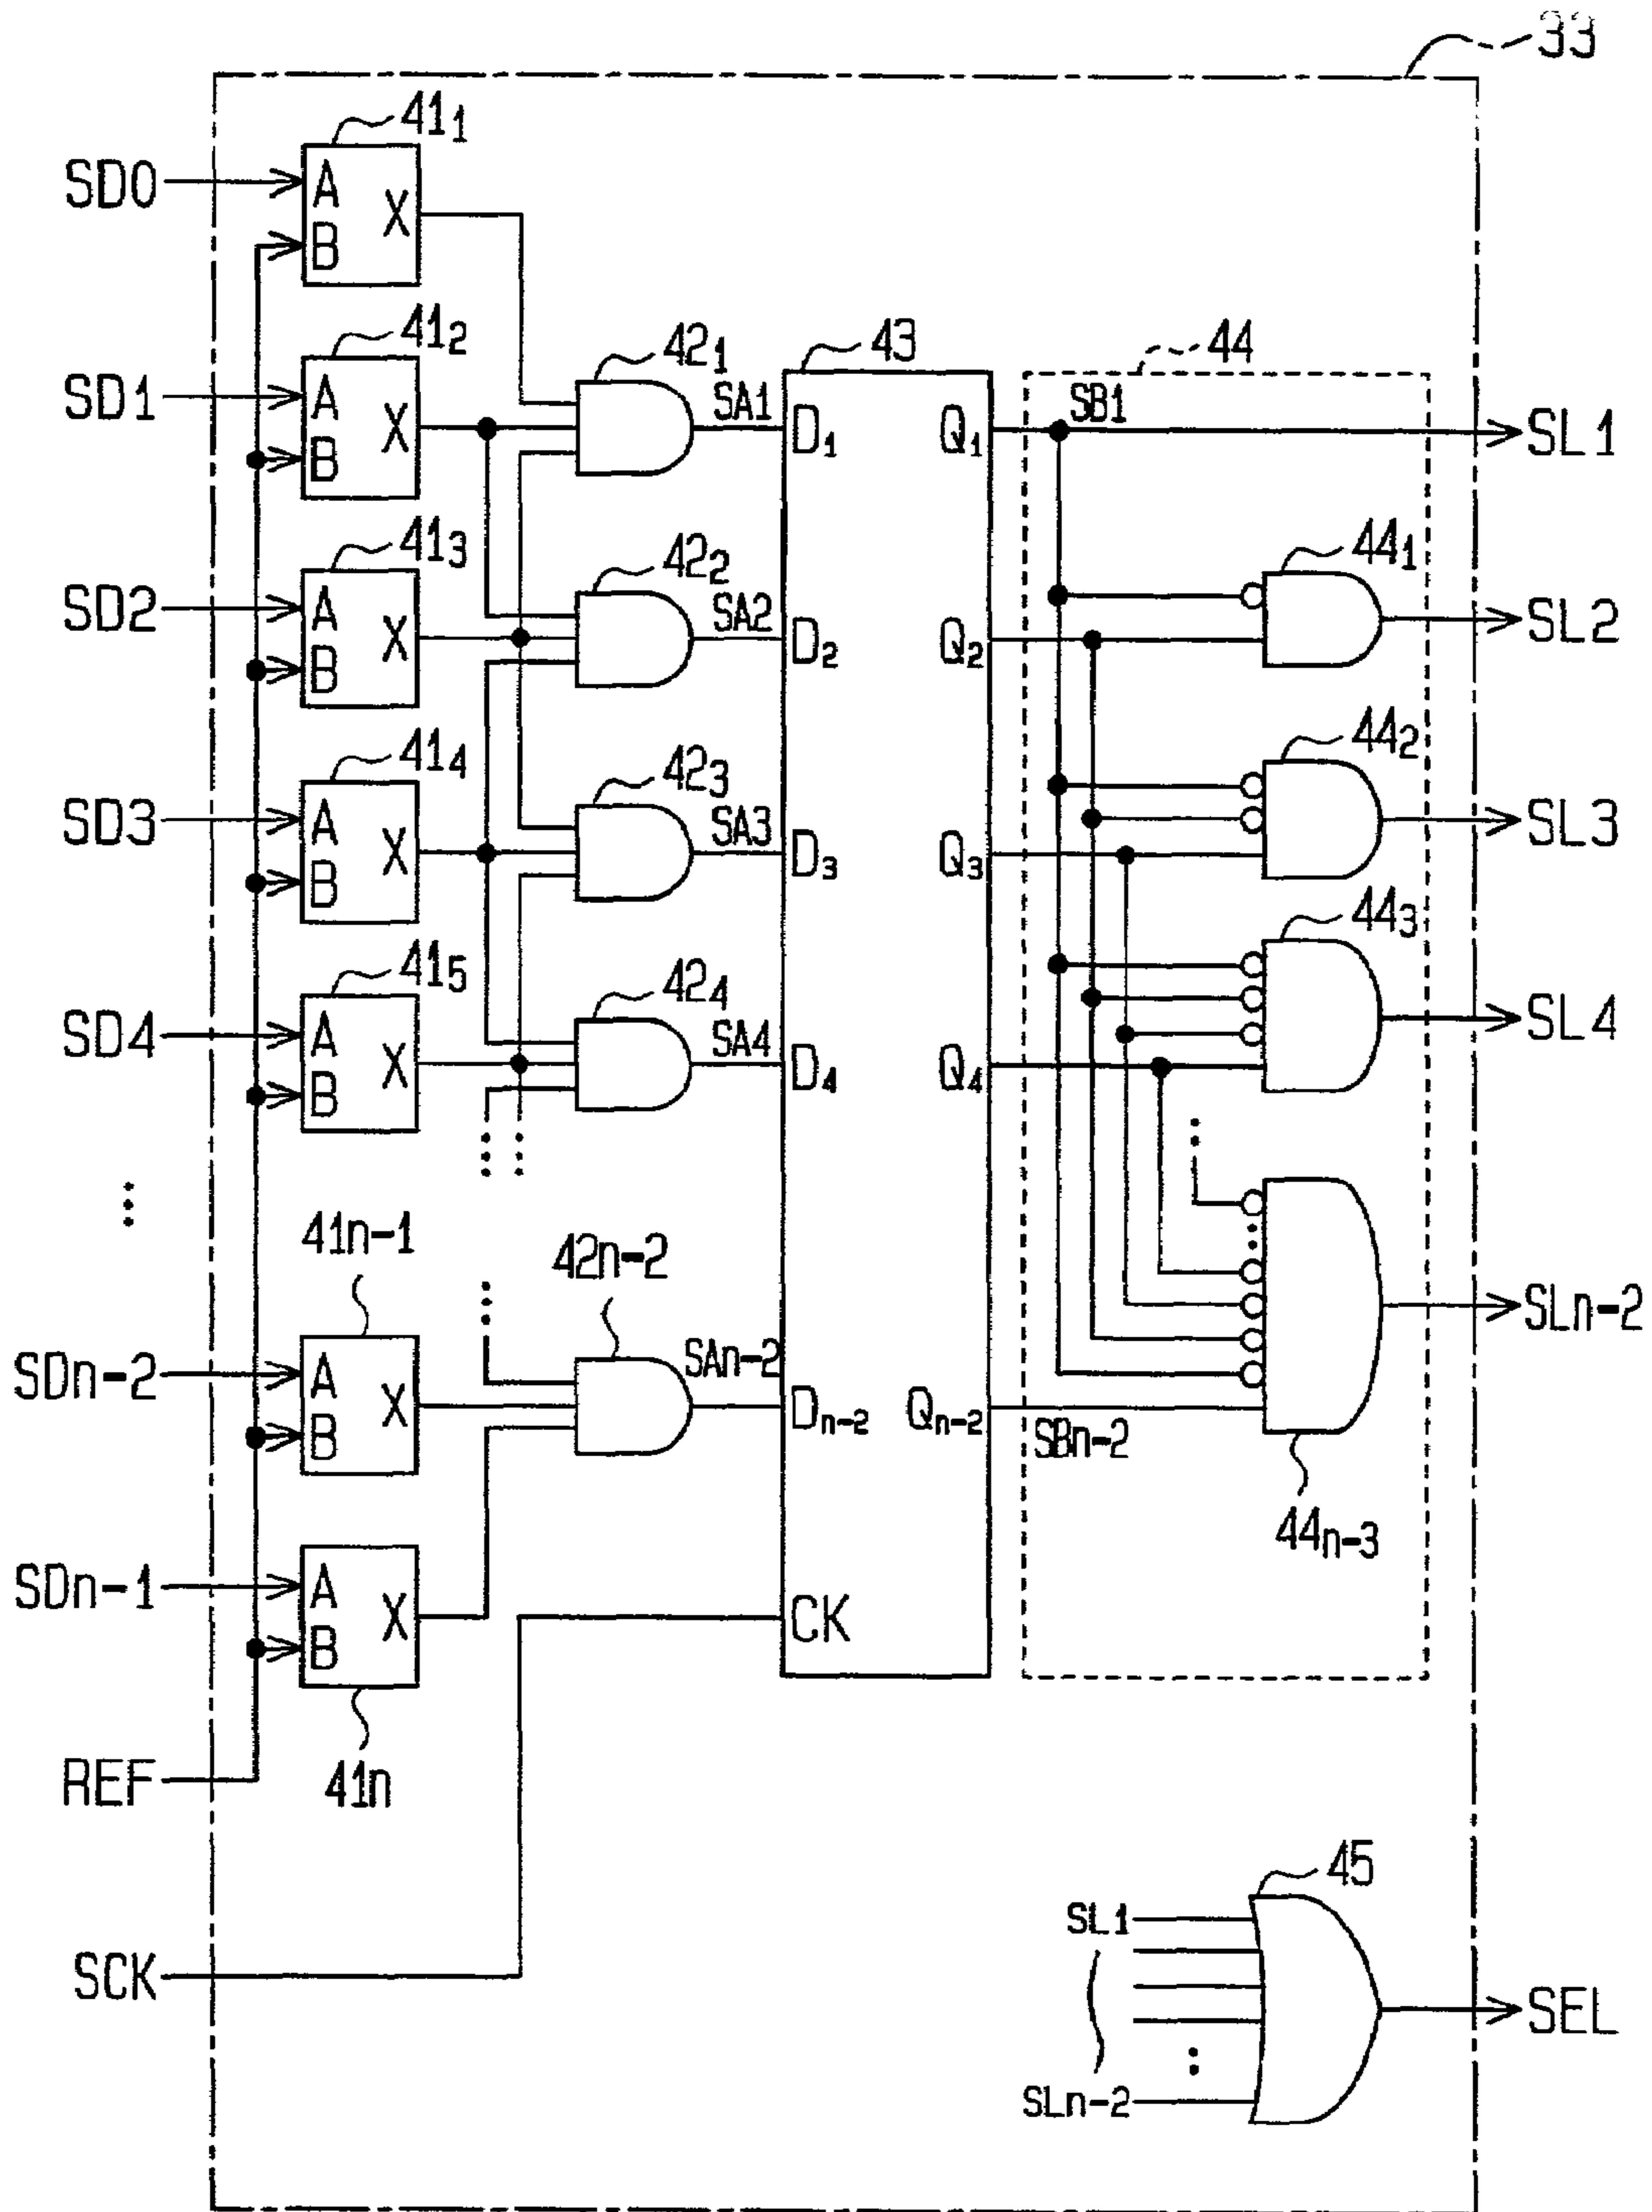 33
41₁
SD0
A
B
X
41₂
SD1
A
B
X
42₁
SA1
43
D₁
Q₁
44
SB1
SL1
41₃
SD2
A
B
X
42₂
SA2
D₂
Q₂
44₁
SL2
41₄
SD3
A
B
X
42₃
SA3
D₃
Q₃
44₂
SL3
41₅
SD4
A
B
X
42₄
SA4
D₄
Q₄
44₃
SL4
41n-1
SDn-2
A
B
X
42n-2
SAn-2
Dn-2
Qn-2
SBn-2
SLn-2
44n-3
SDn-1
A
B
X
41n
CK
REF
SCK
45
SL1
SLn-2
SEL